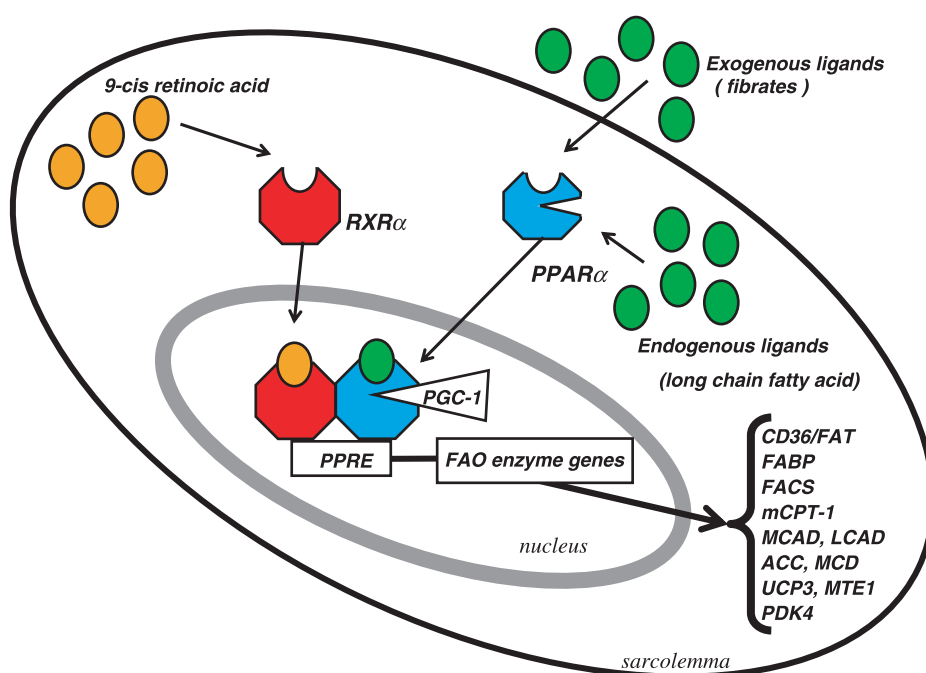 9-cis retinoic acid
Exogenous ligands
( fibrates )
RXRα
PPARα
Endogenous ligands
(long chain fatty acid)
PGC-1
PPRE
FAO enzyme genes
nucleus
CD36/FAT
FABP
FACS
mCPT-1
MCAD, LCAD
ACC, MCD
UCP3, MTE1
PDK4
sarcolemma